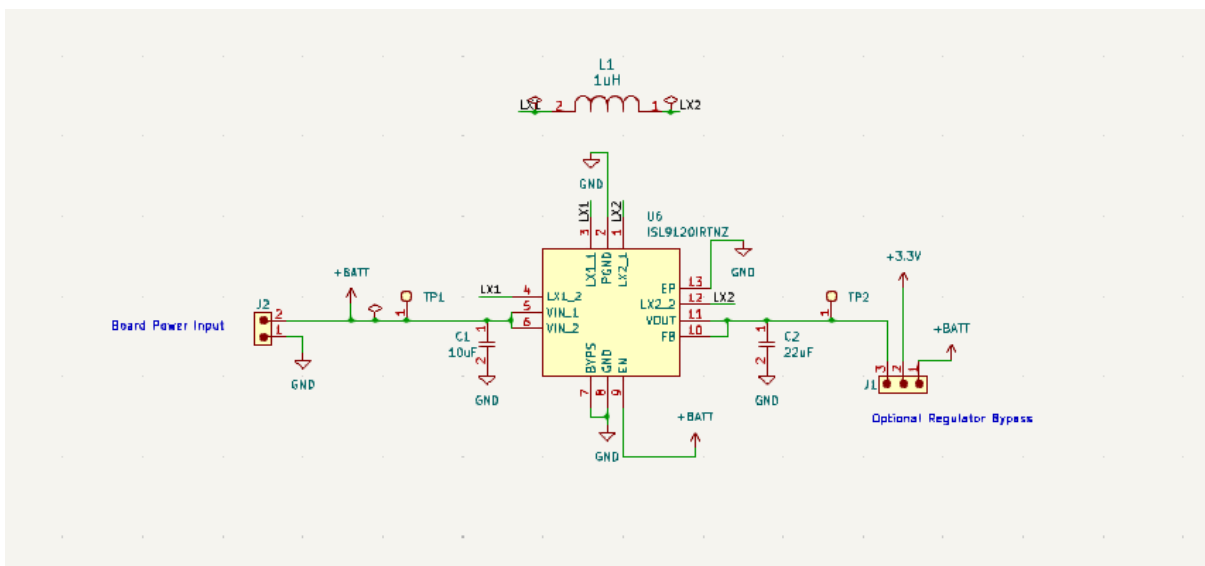 L1
1uH
LX1
2
1
LX2
GND
LX1
LX2
3
2
1
U6
ISL9120IRTNZ
LX1_1
PGND
LX2_1
+BATT
J2
2
1
Board Power Input
GND
TP1
1
C1
10uF
1
2
GND
LX1
4
LX1_2
5
VIN_1
6
VIN_2
EP
13
GND
LX2_2
12
LX2
VOUT
11
FB
10
BYPS
GND
EN
7
8
9
GND
+BATT
1
C2
22uF
2
GND
TP2
1
+3.3V
+BATT
3
2
1
J1
Optional Regulator Bypass